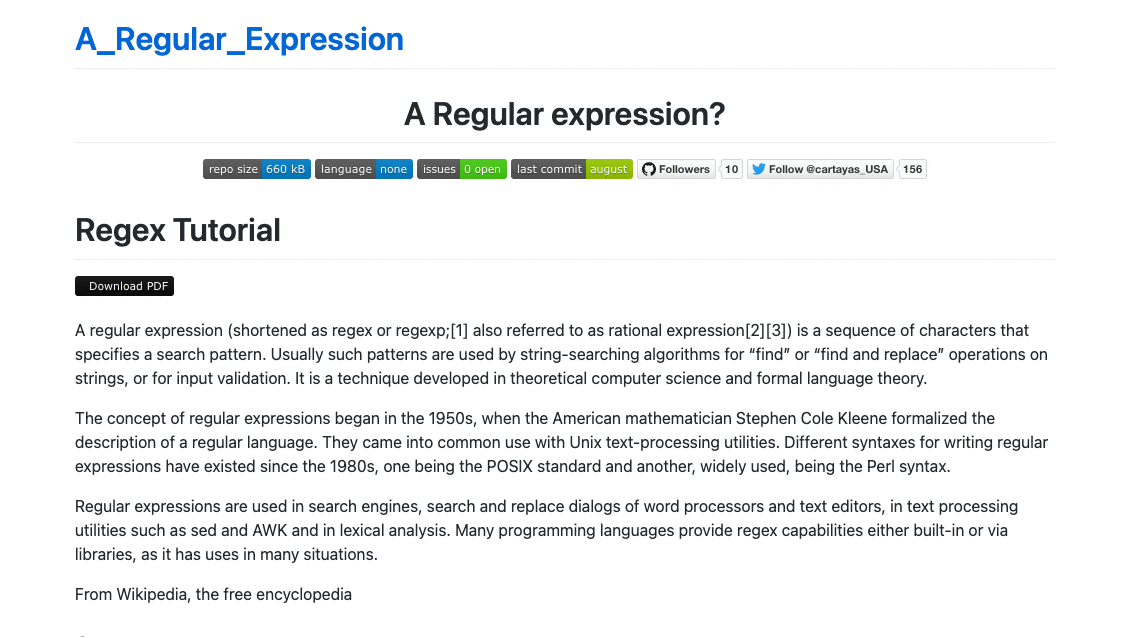 A_Regular_Expression
A Regular expression?
repo size 660 kB language none issues 0 open last commit august Followers 10 Follow @cartayas_USA 156
Regex Tutorial
Download PDF
A regular expression (shortened as regex or regexp;[1] also referred to as rational expression[2][3]) is a sequence of characters that
specifies a search pattern. Usually such patterns are used by string-searching algorithms for “find” or “find and replace” operations on
strings, or for input validation. It is a technique developed in theoretical computer science and formal language theory.
The concept of regular expressions began in the 1950s, when the American mathematician Stephen Cole Kleene formalized the
description of a regular language. They came into common use with Unix text-processing utilities. Different syntaxes for writing regular
expressions have existed since the 1980s, one being the POSIX standard and another, widely used, being the Perl syntax.
Regular expressions are used in search engines, search and replace dialogs of word processors and text editors, in text processing
utilities such as sed and AWK and in lexical analysis. Many programming languages provide regex capabilities either built-in or via
libraries, as it has uses in many situations.
From Wikipedia, the free encyclopedia